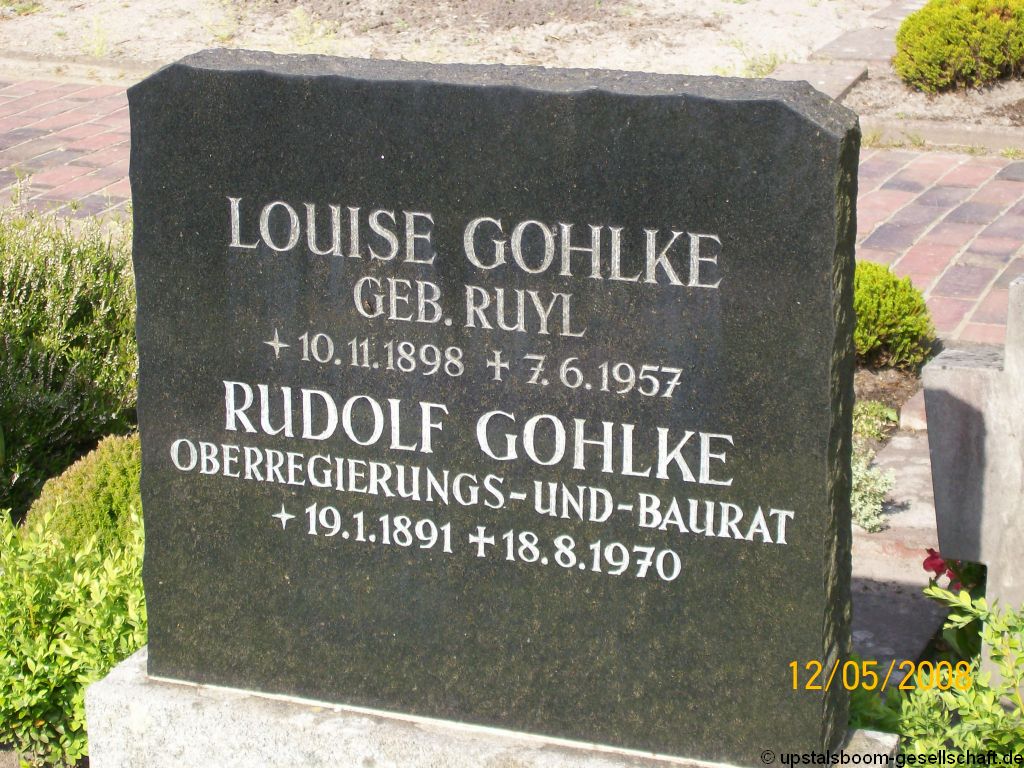 LOUISE GOHLKE
GEB. RUYL
+ 10.11.1898 † 7.6.1957
RUDOLF GOHLKE
OBERREGIERUNGS-UND-BAURAT
+ 19.1.1891 † 18.8.1970
12/05/2008
© upstalsboom-gesellschaft.de